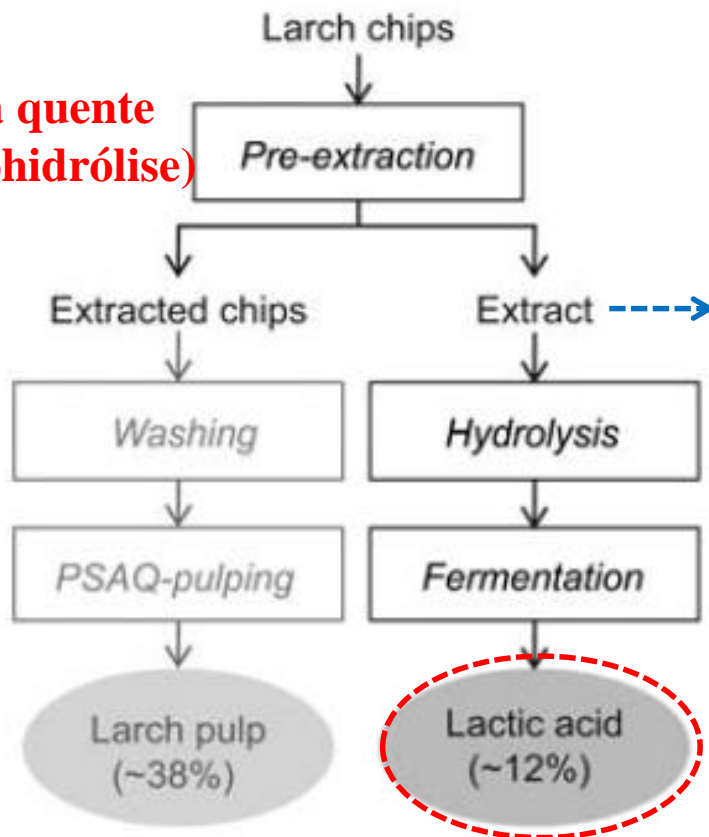 Larch chips
quente
Pre-extraction
Extracted chips
Extract
Washing
Hydrolysis
PSAQ-pulping
Fermentation
Larch pulp
(~38%)
Lactic acid
(~12%)